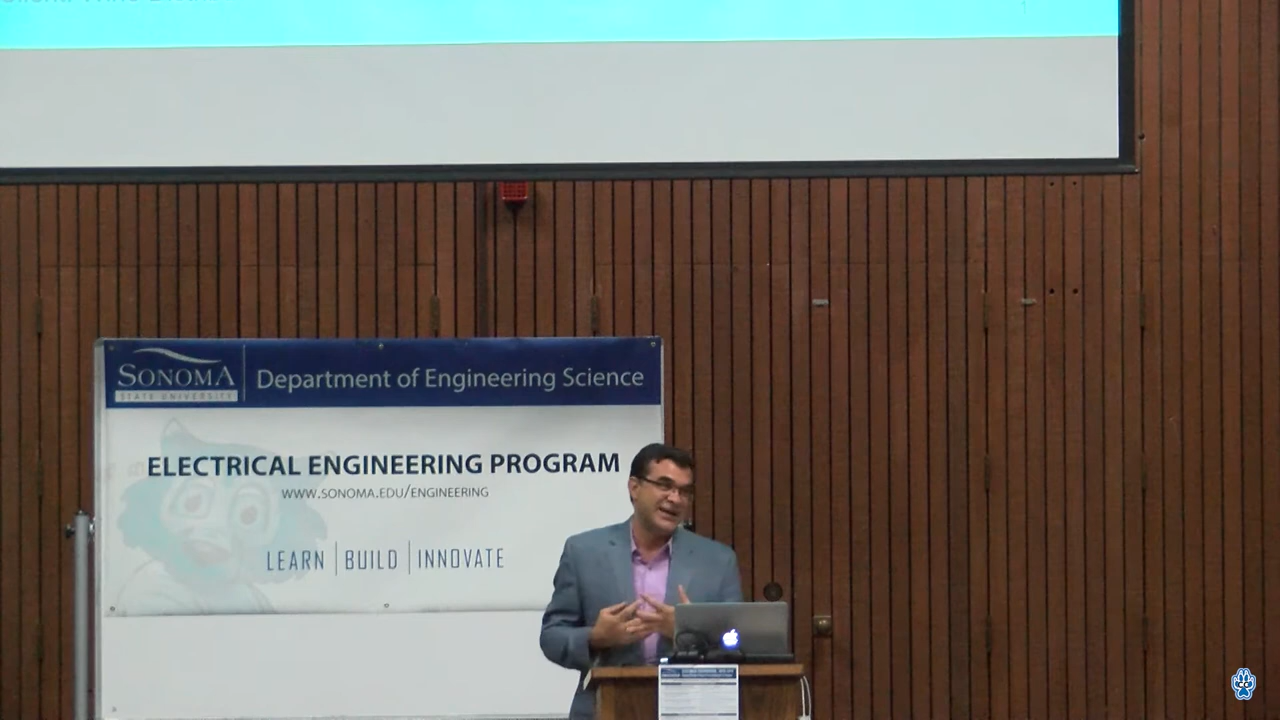 SONOMA
STATE UNIVERSITY
Department of Engineering Science
ELECTRICAL ENGINEERING PROGRAM
WWW.SONOMA.EDU/ENGINEERING
LEARN | BUILD | INNOVATE